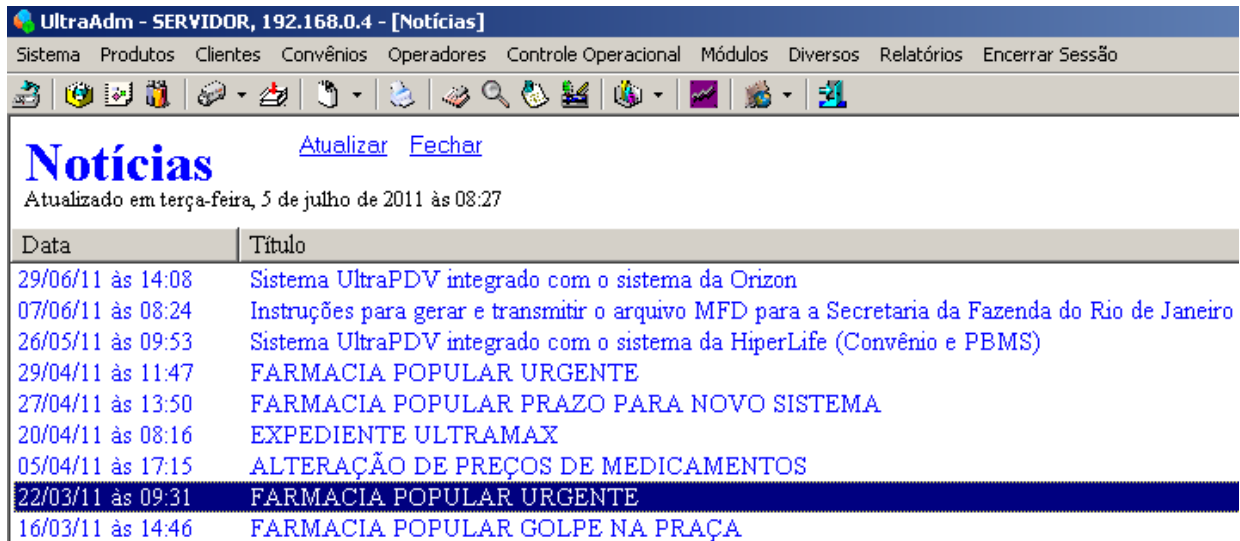 UltraAdm - SERVIDOR, 192.168.0.4 - [Notícias]
Sistema Produtos Clientes Convênios Operadores Controle Operacional Módulos Diversos Relatórios Encerrar Sessão
Notícias Atualizar Fechar
Atualizado em terça-feira, 5 de julho de 2011 às 08:27
Data Título
29/06/11 às 14:08 Sistema UltraPDV integrado com o sistema da Orizon
07/06/11 às 08:24 Instruções para gerar e transmitir o arquivo MFD para a Secretaria da Fazenda do Rio de Janeiro
26/05/11 às 09:53 Sistema UltraPDV integrado com o sistema da HiperLife (Convênio e PBMS)
29/04/11 às 11:47 FARMACIA POPULAR URGENTE
27/04/11 às 13:50 FARMACIA POPULAR PRAZO PARA NOVO SISTEMA
20/04/11 às 08:16 EXPEDIENTE ULTRAMAX
05/04/11 às 17:15 ALTERAÇÃO DE PREÇOS DE MEDICAMENTOS
22/03/11 às 09:31 FARMACIA POPULAR URGENTE
16/03/11 às 14:46 FARMACIA POPULAR GOLPE NA PRAÇA